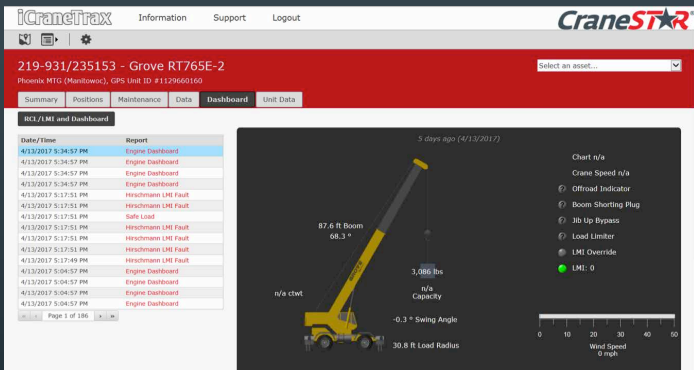 iCraneTrax Information Support Logout CraneSTAR
219-931/235153 - Grove RT765E-2
Phoenix MTG (Manitowoc), GPS Unit ID #1129660160
Select an asset...
Summary Positions Maintenance Data Dashboard Unit Data
RCL/LMI and Dashboard
Date/Time Report
4/13/2017 5:34:57 PM Engine Dashboard
4/13/2017 5:34:57 PM Engine Dashboard
4/13/2017 5:34:57 PM Engine Dashboard
4/13/2017 5:34:57 PM Engine Dashboard
4/13/2017 5:17:51 PM Hirschmann LMI Fault
4/13/2017 5:17:51 PM Hirschmann LMI Fault
4/13/2017 5:17:51 PM Safe Load
4/13/2017 5:17:51 PM Hirschmann LMI Fault
4/13/2017 5:17:51 PM Hirschmann LMI Fault
4/13/2017 5:17:51 PM Hirschmann LMI Fault
4/13/2017 5:17:49 PM Hirschmann LMI Fault
4/13/2017 5:04:57 PM Engine Dashboard
4/13/2017 5:04:57 PM Engine Dashboard
4/13/2017 5:04:57 PM Engine Dashboard
4/13/2017 5:04:57 PM Engine Dashboard
Page 1 of 186
5 days ago (4/13/2017)
87.6 ft Boom
68.3 °
3,086 lbs
n/a
Capacity
n/a ctwt
-0.3 ° Swing Angle
30.8 ft Load Radius
Chart n/a
Crane Speed n/a
Offroad Indicator
Boom Shorting Plug
Jib Up Bypass
Load Limiter
LMI Override
LMI: 0
0 10 20 30 40 50
Wind Speed
0 mph